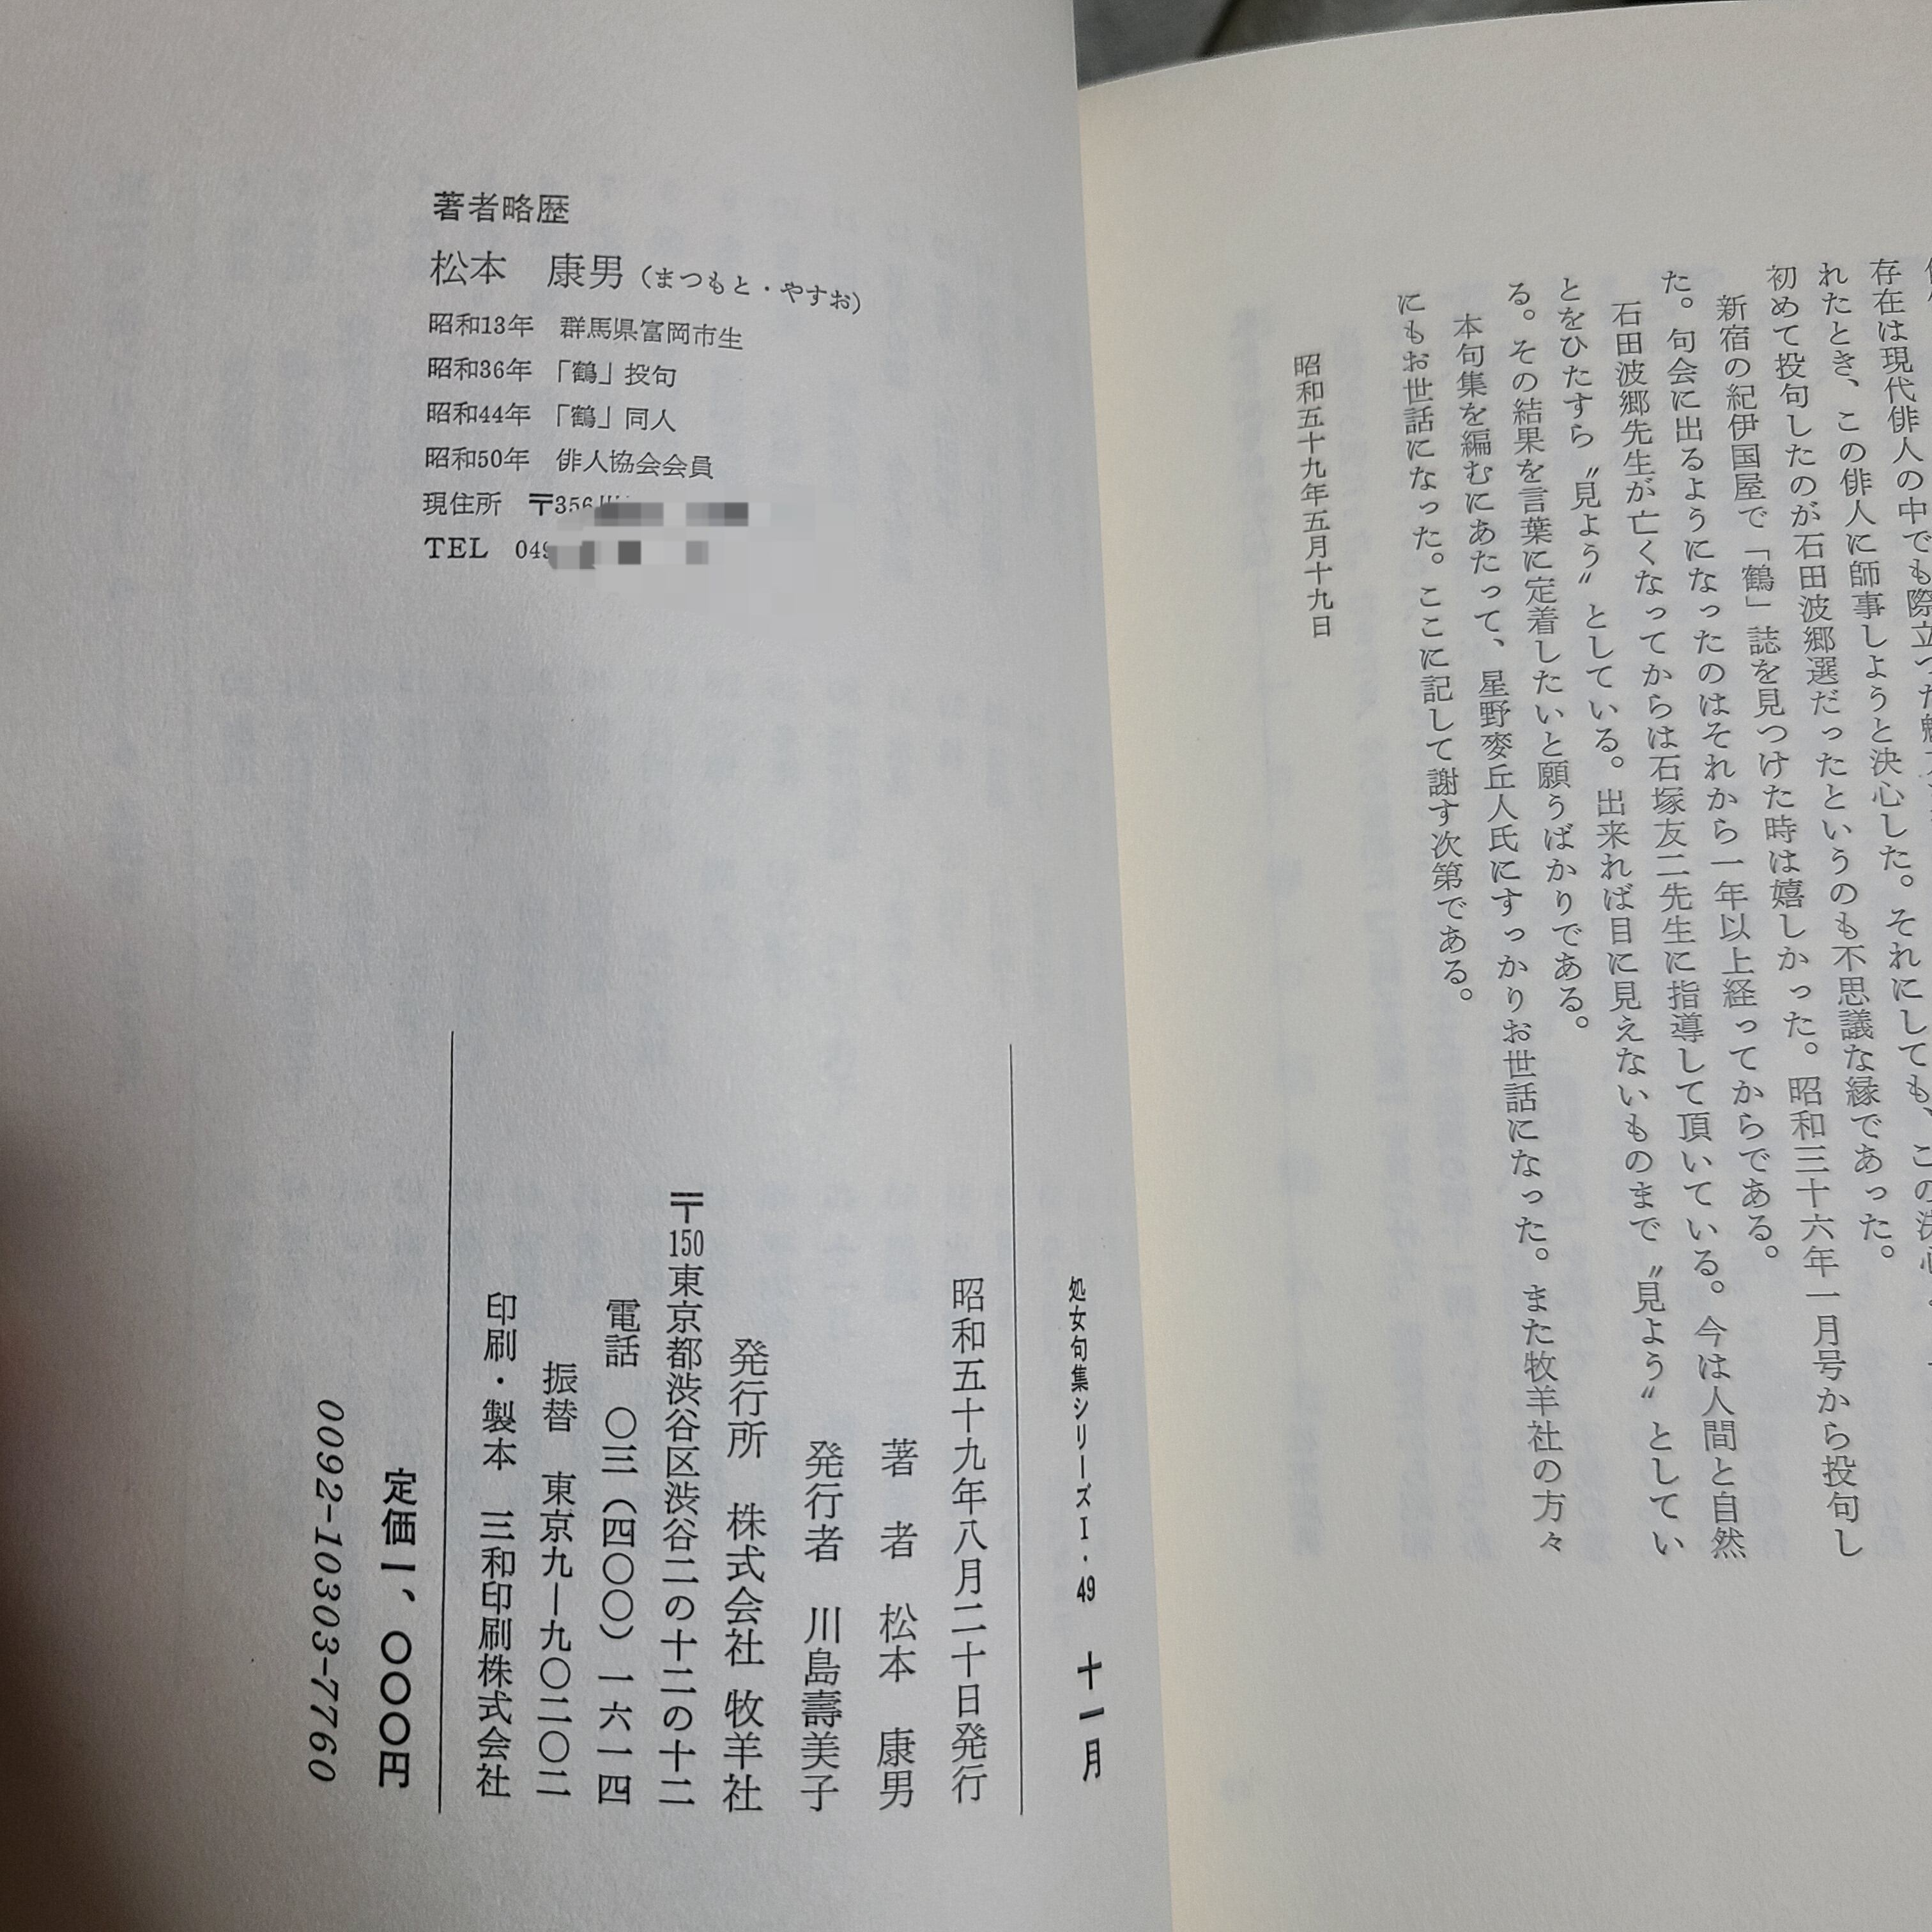 存在は現代俳人の中でも際立つた
れたとき、この俳人に師事しようと決心した。それにしても、この決心
初めて投句したのが石田波郷選だったというのも不思議な縁であった。
新宿の紀伊国屋で「鶴」誌を見つけた時は嬉しかった。昭和三十六年一月号から投句し
た。句会に出るようになったのはそれから一年以上経ってからである。
石田波郷先生が亡くなってからは石塚友二先生に指導して頂いている。今は人間と自然
とをひたすら〝見よう〟としている。出来れば目に見えないものまで〝見よう〟としてい
る。その結果を言葉に定着したいと願うばかりである。
本句集を編むにあたって、星野麥丘人氏にすっかりお世話になった。また牧羊社の方々
にもお世話になった。ここに記して謝す次第である。
昭和五十九年五月十九日
著者略歴
松本 康男(まつもと・やすお)
昭和13年 群馬県富岡市生
昭和36年 「鶴」投句
昭和44年 「鶴」同人
昭和50年 俳人協会会員
現住所 〒356
TEL 049
処女句集シリーズⅠ・49 十一月
昭和五十九年八月二十日発行
著者 松本 康男
発行者 川島壽美子
発行所 株式会社 牧羊社
〒150東京都渋谷区渋谷二の十二の十二
電話 〇三(四〇〇)一六一四
振替 東京九―九〇二〇二
印刷・製本 三和印刷株式会社
定価一、〇〇〇円
0092-10303-7760